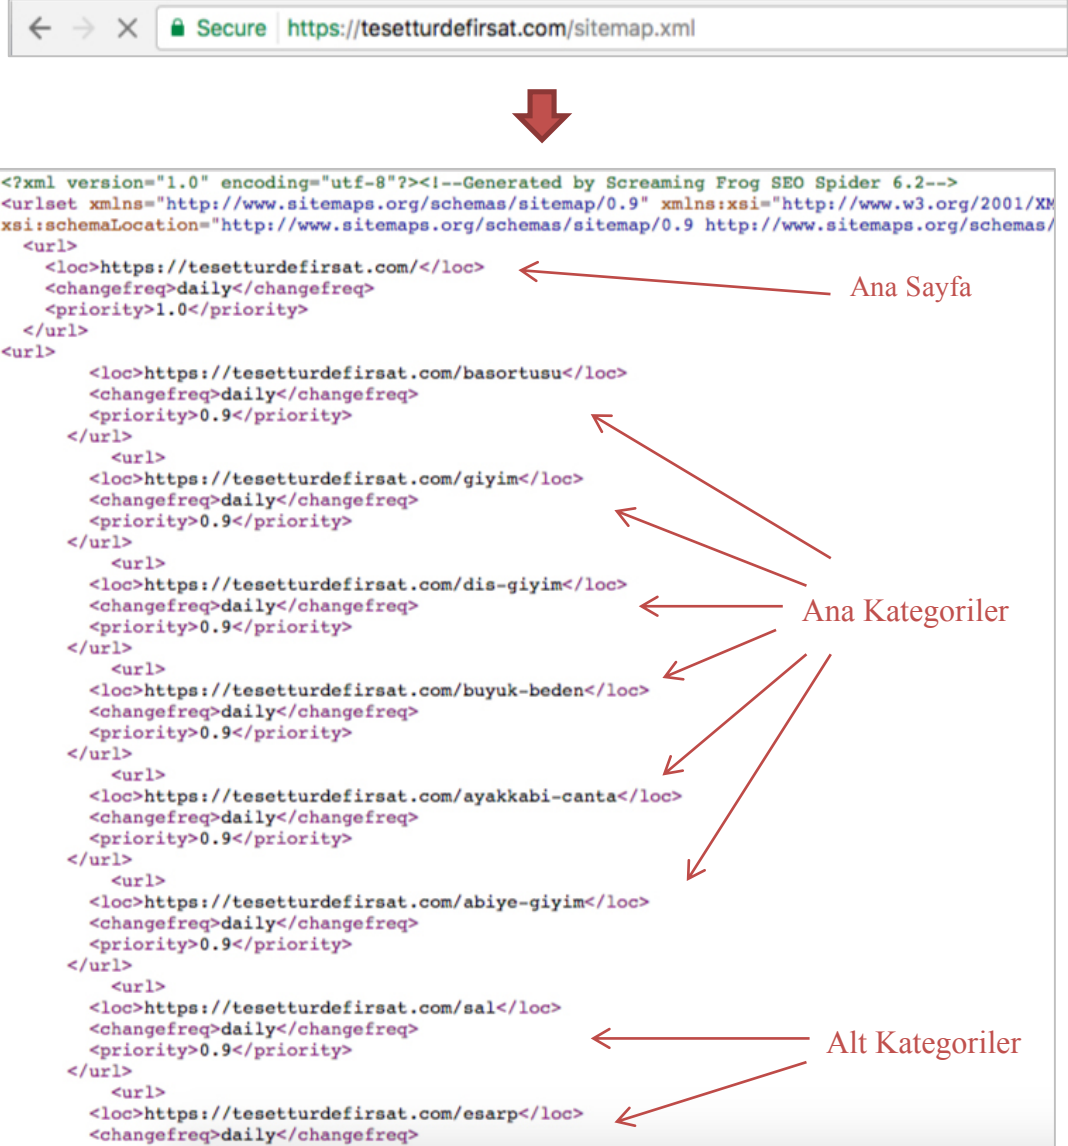 Secure https://tesetturdefirsat.com/sitemap.xml
<?xml version="1.0" encoding="utf-8"?><!--Generated by Screaming Frog SEO Spider 6.2-->
<urlset xmlns="http://www.sitemaps.org/schemas/sitemap/0.9" xmlns:xsi="http://www.w3.org/2001/XM
xsi:schemaLocation="http://www.sitemaps.org/schemas/sitemap/0.9 http://www.sitemaps.org/schemas/
<url>
<loc>https://tesetturdefirsat.com/</loc>
Ana Sayfa
<changefreq>daily</changefreq>
<priority>1.0</priority>
</url>
<url>
<loc>https://tesetturdefirsat.com/basortusu</loc>
<changefreq>daily</changefreq>
<priority>0.9</priority>
</url>
<url>
<loc>https://tesetturdefirsat.com/giyim</loc>
<changefreq>daily</changefreq>
<priority>0.9</priority>
</url>
<url>
<loc>https://tesetturdefirsat.com/dis-giyim</loc>
<changefreq>daily</changefreq>
Ana Kategoriler
<priority>0.9</priority>
</url>
<url>
<loc>https://tesetturdefirsat.com/buyuk-beden</loc>
<changefreq>daily</changefreq>
<priority>0.9</priority>
</url>
<url>
<loc>https://tesetturdefirsat.com/ayakkabi-canta</loc>
<changefreq>daily</changefreq>
<priority>0.9</priority>
</url>
<url>
<loc>https://tesetturdefirsat.com/abiye-giyim</loc>
<changefreq>daily</changefreq>
<priority>0.9</priority>
</url>
<url>
<loc>https://tesetturdefirsat.com/sal</loc>
<changefreq>daily</changefreq>
Alt Kategoriler
<priority>0.9</priority>
</url>
<url>
<loc>https://tesetturdefirsat.com/esarp</loc>
<changefreq>daily</changefreq>